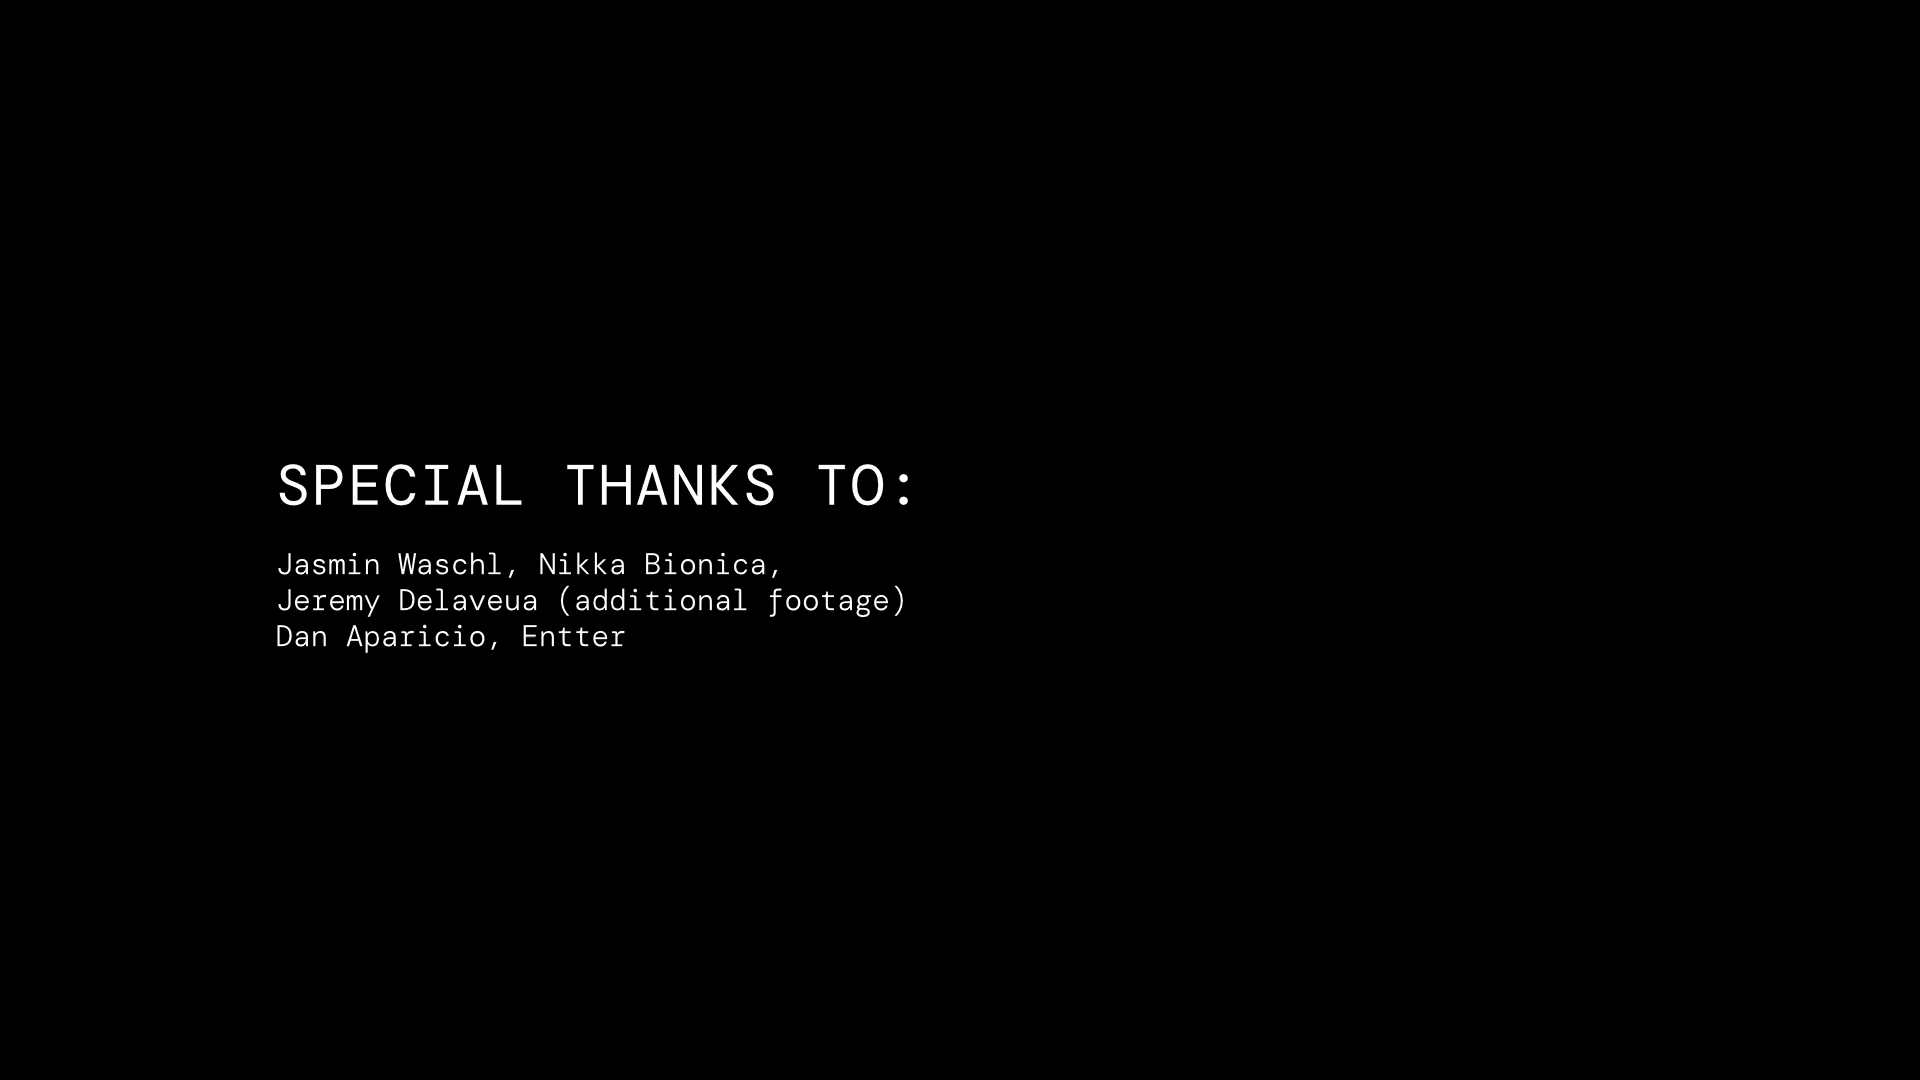 SPECIAL THANKS TO:
Jasmin Waschl, Nikka Bionica,
Jeremy Delaveua (additional footage)
Dan Aparicio, Entter